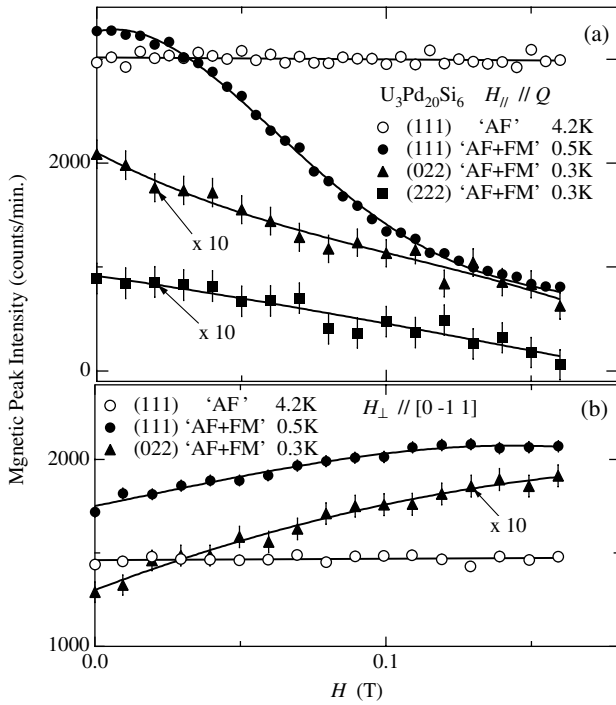 (a)
U3Pd20Si6 H// // Q
(111) 'AF' 4.2K
(111) 'AF+FM' 0.5K
(022) 'AF+FM' 0.3K
(222) 'AF+FM' 0.3K
2000
x 10
x 10
0
Mgnetic Peak Intensity (counts/min.)
(b)
(111) 'AF' 4.2K H⊥ // [0 -1 1]
(111) 'AF+FM' 0.5K
(022) 'AF+FM' 0.3K
2000
x 10
1000
0.0 0.1
H (T)